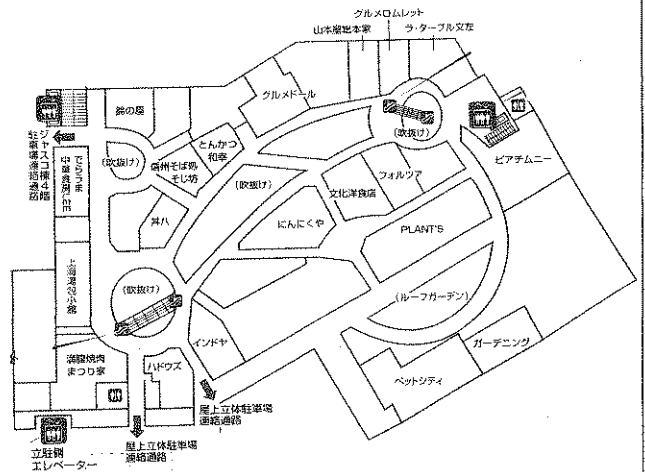 グルメロムレット
山本屋総本家
ラ・ターブル文左
鈴の屋
グルメドール
(吹抜け)
ジャスコ棟4階
駐車場連絡通路
(吹抜け)
とんかつ
和幸
信州そば処
そじ坊
でらうま
中華食房LEE
(吹抜け)
ピアチムニー
フォルツァ
文化洋食店
丼八
にんにくや
PLANT'S
上海湯包小館
(吹抜け)
(ルーフガーデン)
インドヤ
ガーデニング
満腹焼肉
まつり家
ハドウズ
ペットシティ
屋上立体駐車場
連絡通路
屋上立体駐車場
連絡通路
立駐側
エレベーター